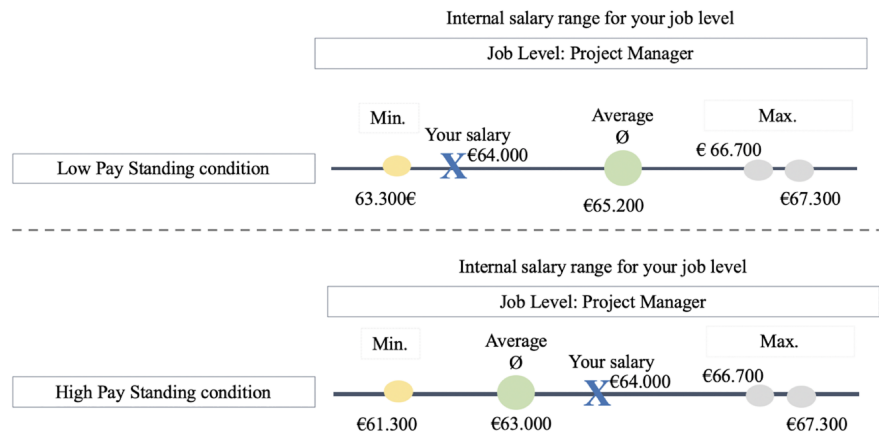 Internal salary range for your job level
Job Level: Project Manager
Min.
Max.
Average
Ø
Your salary
€ 66.700
€64.000
X
Low Pay Standing condition
63.300€
€65.200
€67.300
Internal salary range for your job level
Job Level: Project Manager
Min.
Average
Ø
Max.
Your salary
€66.700
€64.000
X
High Pay Standing condition
€61.300
€63.000
€67.300